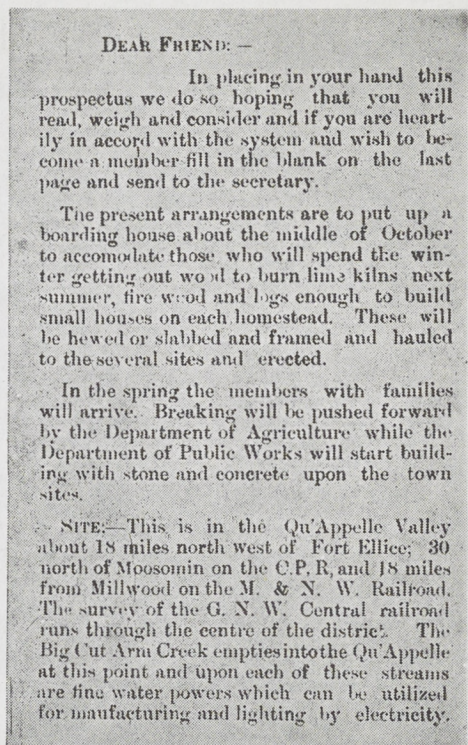 DEAR FRIEND: —
In placing in your hand this
prospectus we do so hoping that you will
read, weigh and consider and if you are heart-
ily in accord with the system and wish to be-
come a member fill in the blank on the last
page and send to the secretary.
The present arrangements are to put up a
boarding house about the middle of October
to accomodate those who will spend the win-
ter getting out wood to burn lime kilns next
summer, fire wood and logs enough to build
small houses on each homestead. These will
be hewed or slabbed and framed and hauled
to the several sites and erected.
In the spring the members with families
will arrive. Breaking will be pushed forward
by the Department of Agriculture while the
Department of Public Works will start build-
ing with stone and concrete upon the town
sites.
SITE:—This is in the Qu'Appelle Valley
about 18 miles north west of Fort Ellice; 30
north of Moosomin on the C.P.R, and 18 miles
from Millwood on the M. & N. W. Railroad.
The survey of the G. N. W. Central railroad
runs through the centre of the district. The
Big Cut Arm Creek empties into the Qu'Appelle
at this point and upon each of these streams
are fine water powers which can be utilized
for maufacturing and lighting by electricity.